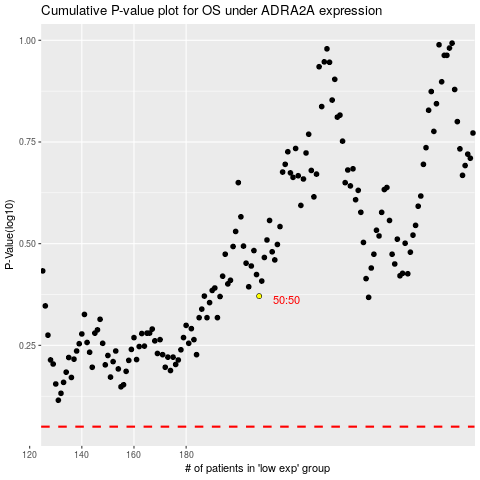 Cumulative P-value plot for OS under ADRA2A expression
P-Value(log10)
1.00
0.75
0.50
0.25
50:50
120 140 160 180
# of patients in 'low exp' group